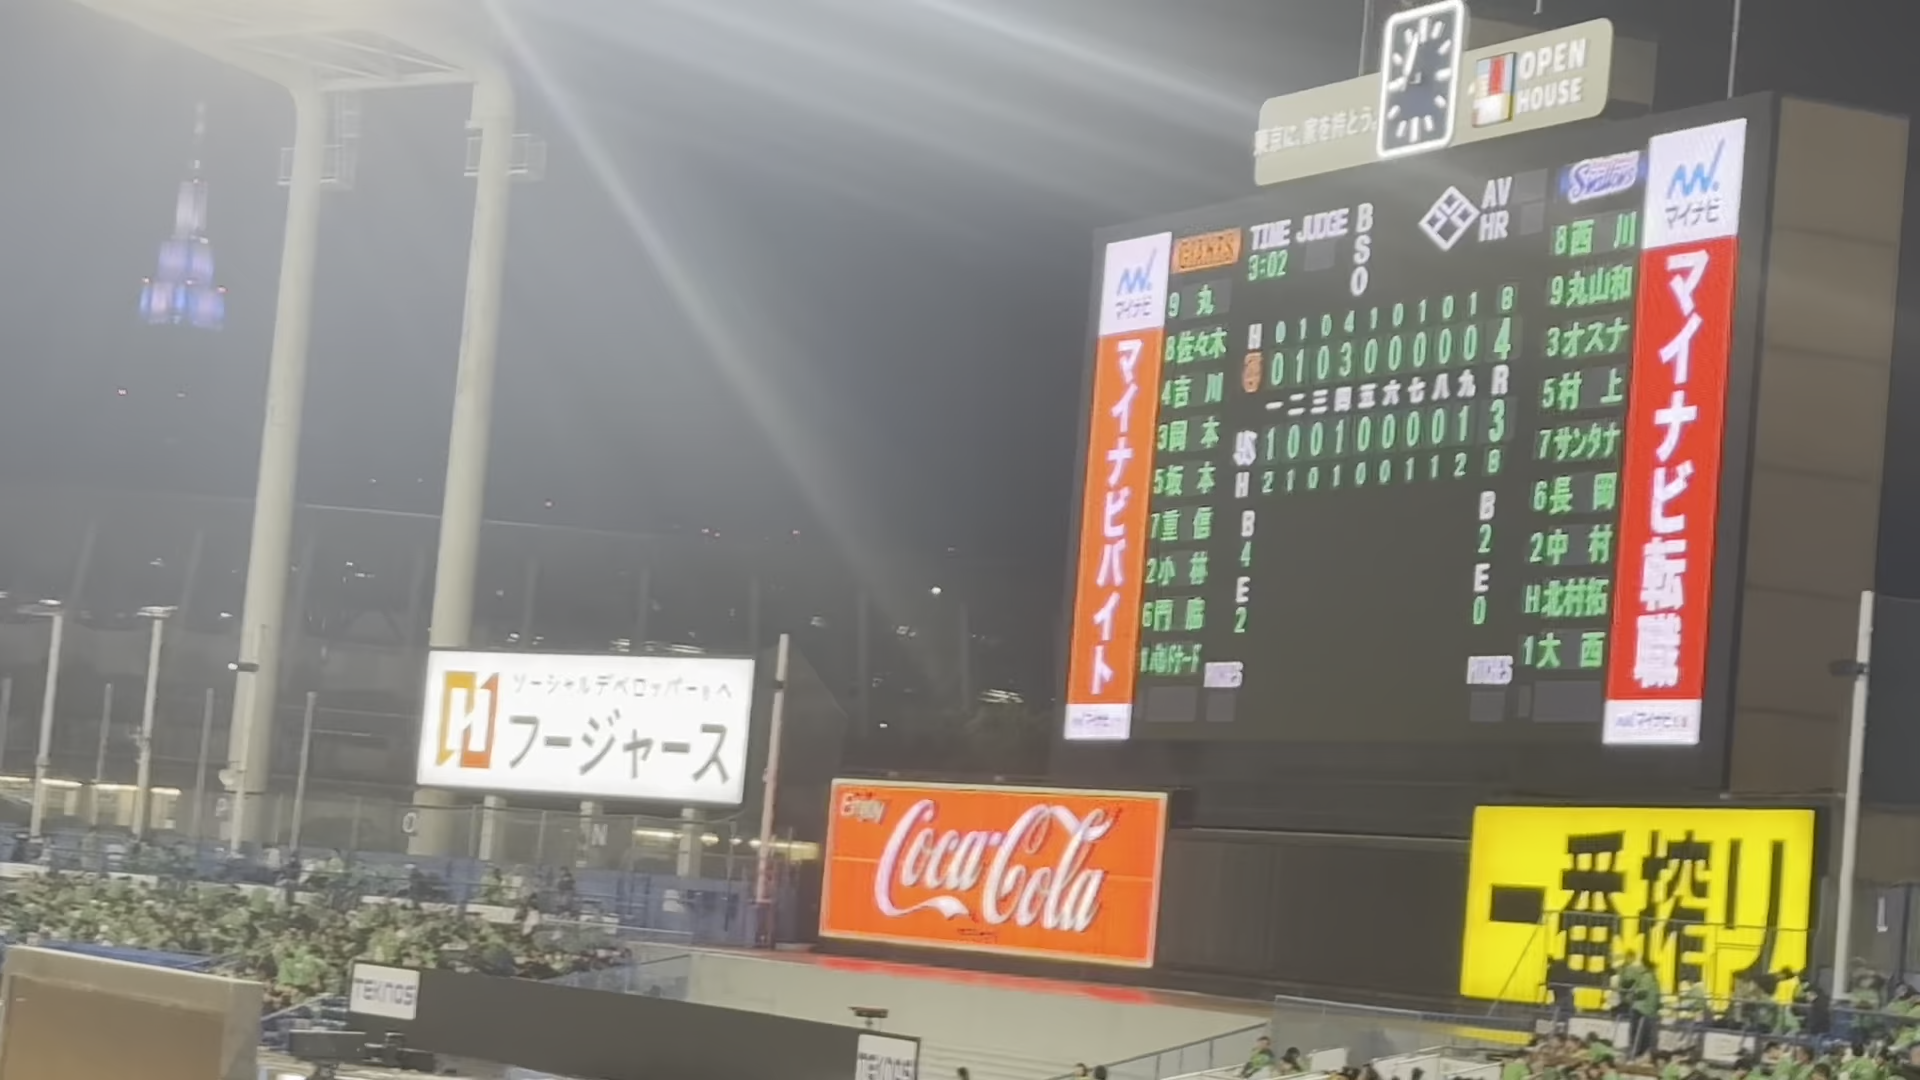 東京に、家を持とう。
OPEN
HOUSE
マイナビ
マイナビバイト
GIANTS
TIME JUDGE
3:02
B
S
O
AV
HR
Swallows
マイナビ
マイナビ転職
9 丸
8 佐々木
4 吉川
3 岡本
5 坂本
7 重信
2 小林
6 門脇
H 0 1 0 4 1 0 1 0 1 8
0 1 0 3 0 0 0 0 0 4
一 二 三 四 五 六 七 八 九 R
YS 1 0 0 1 0 0 0 0 1 3
H 2 1 0 1 0 0 1 1 2 8
B
4
E
2
B
2
E
0
8 西川
9 丸山和
3 オスナ
5 村上
7 サンタナ
6 長岡
2 中村
H 北村拓
1 大西
ソーシャルデベロッパー®へ
フージャース
Enjoy
Coca-Cola
一番搾り
TEKNOS
TEKNOS